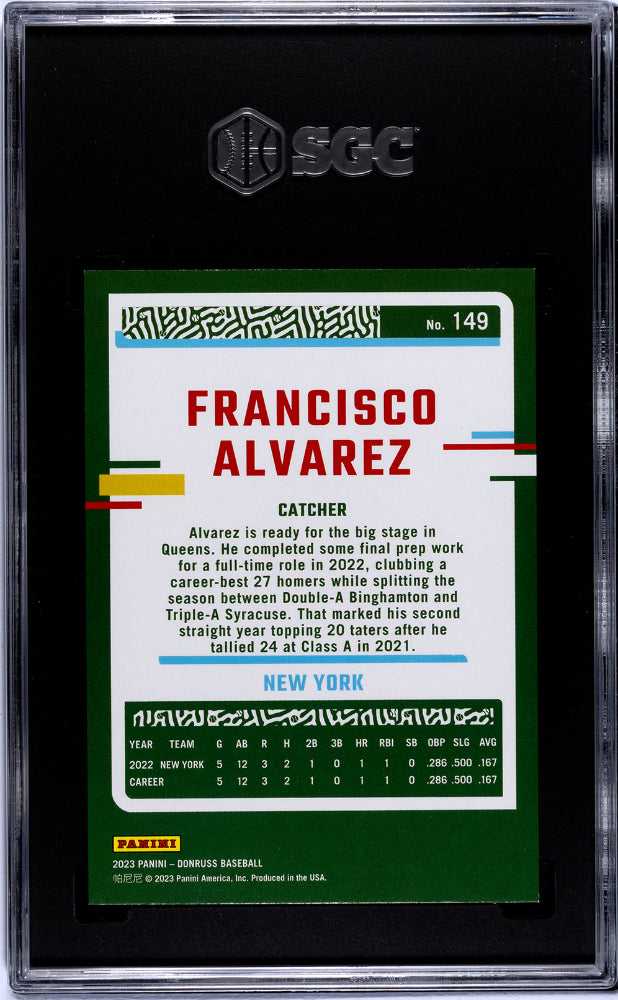 SGC
No. 149
FRANCISCO
ALVAREZ
CATCHER
Alvarez is ready for the big stage in
Queens. He completed some final prep work
for a full-time role in 2022, clubbing a
career-best 27 homers while splitting the
season between Double-A Binghamton and
Triple-A Syracuse. That marked his second
straight year topping 20 taters after he
tallied 24 at Class A in 2021.
NEW YORK
YEAR TEAM G AB R H 2B 3B HR RBI SB OBP SLG AVG
2022 NEW YORK 5 12 3 2 1 0 1 1 0 .286 .500 .167
CAREER 5 12 3 2 1 0 1 1 0 .286 .500 .167
PANINI
2023 PANINI – DONRUSS BASEBALL
帕尼尼 © 2023 Panini America, Inc. Produced in the USA.